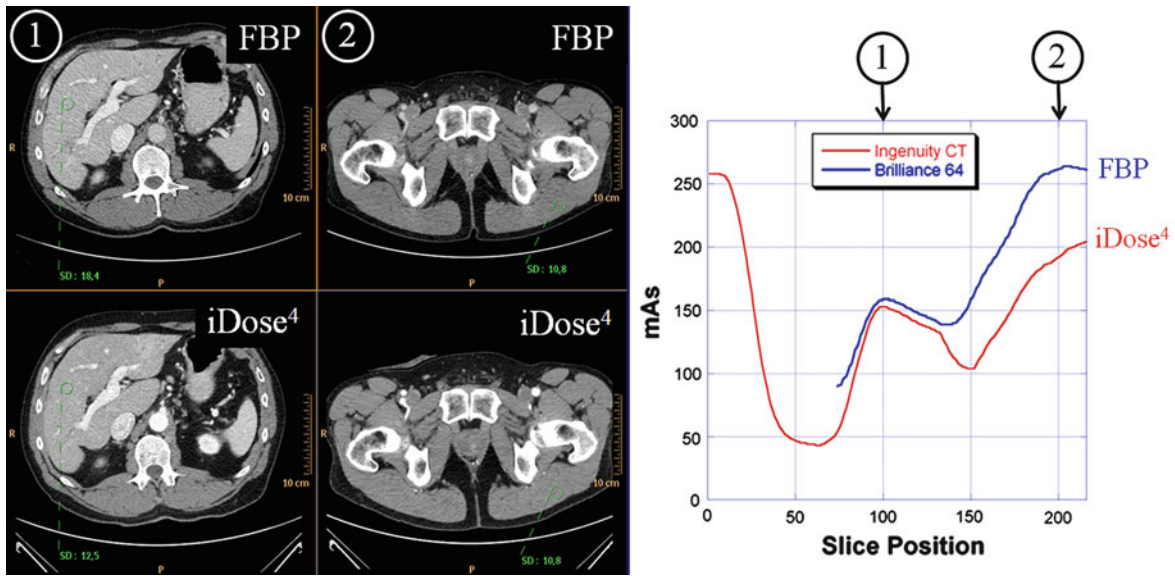 1
FBP
R
10 cm
SD : 18,4
P
2
FBP
R
10 cm
SD : 10,8
P
iDose4
R
10 cm
SD : 12,5
P
iDose4
R
10 cm
SD : 10,8
P
1
2
300
250
200
150
100
50
0
mAs
Ingenuity CT
Brilliance 64
FBP
iDose4
0
50
100
150
200
Slice Position